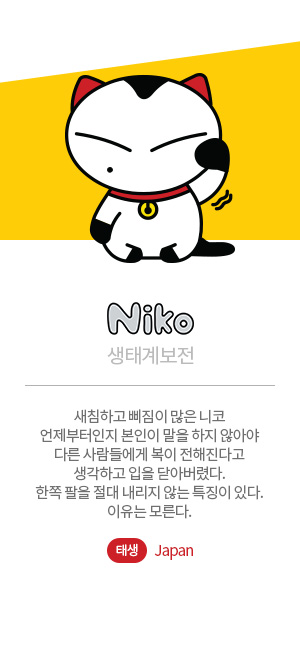 Niko
생태계보전
새침하고 삐짐이 많은 니코
언제부터인지 본인이 말을 하지 않아야
다른 사람들에게 복이 전해진다고
생각하고 입을 닫아버렸다.
한쪽 팔을 절대 내리지 않는 특징이 있다.
이유는 모른다.
태생 Japan